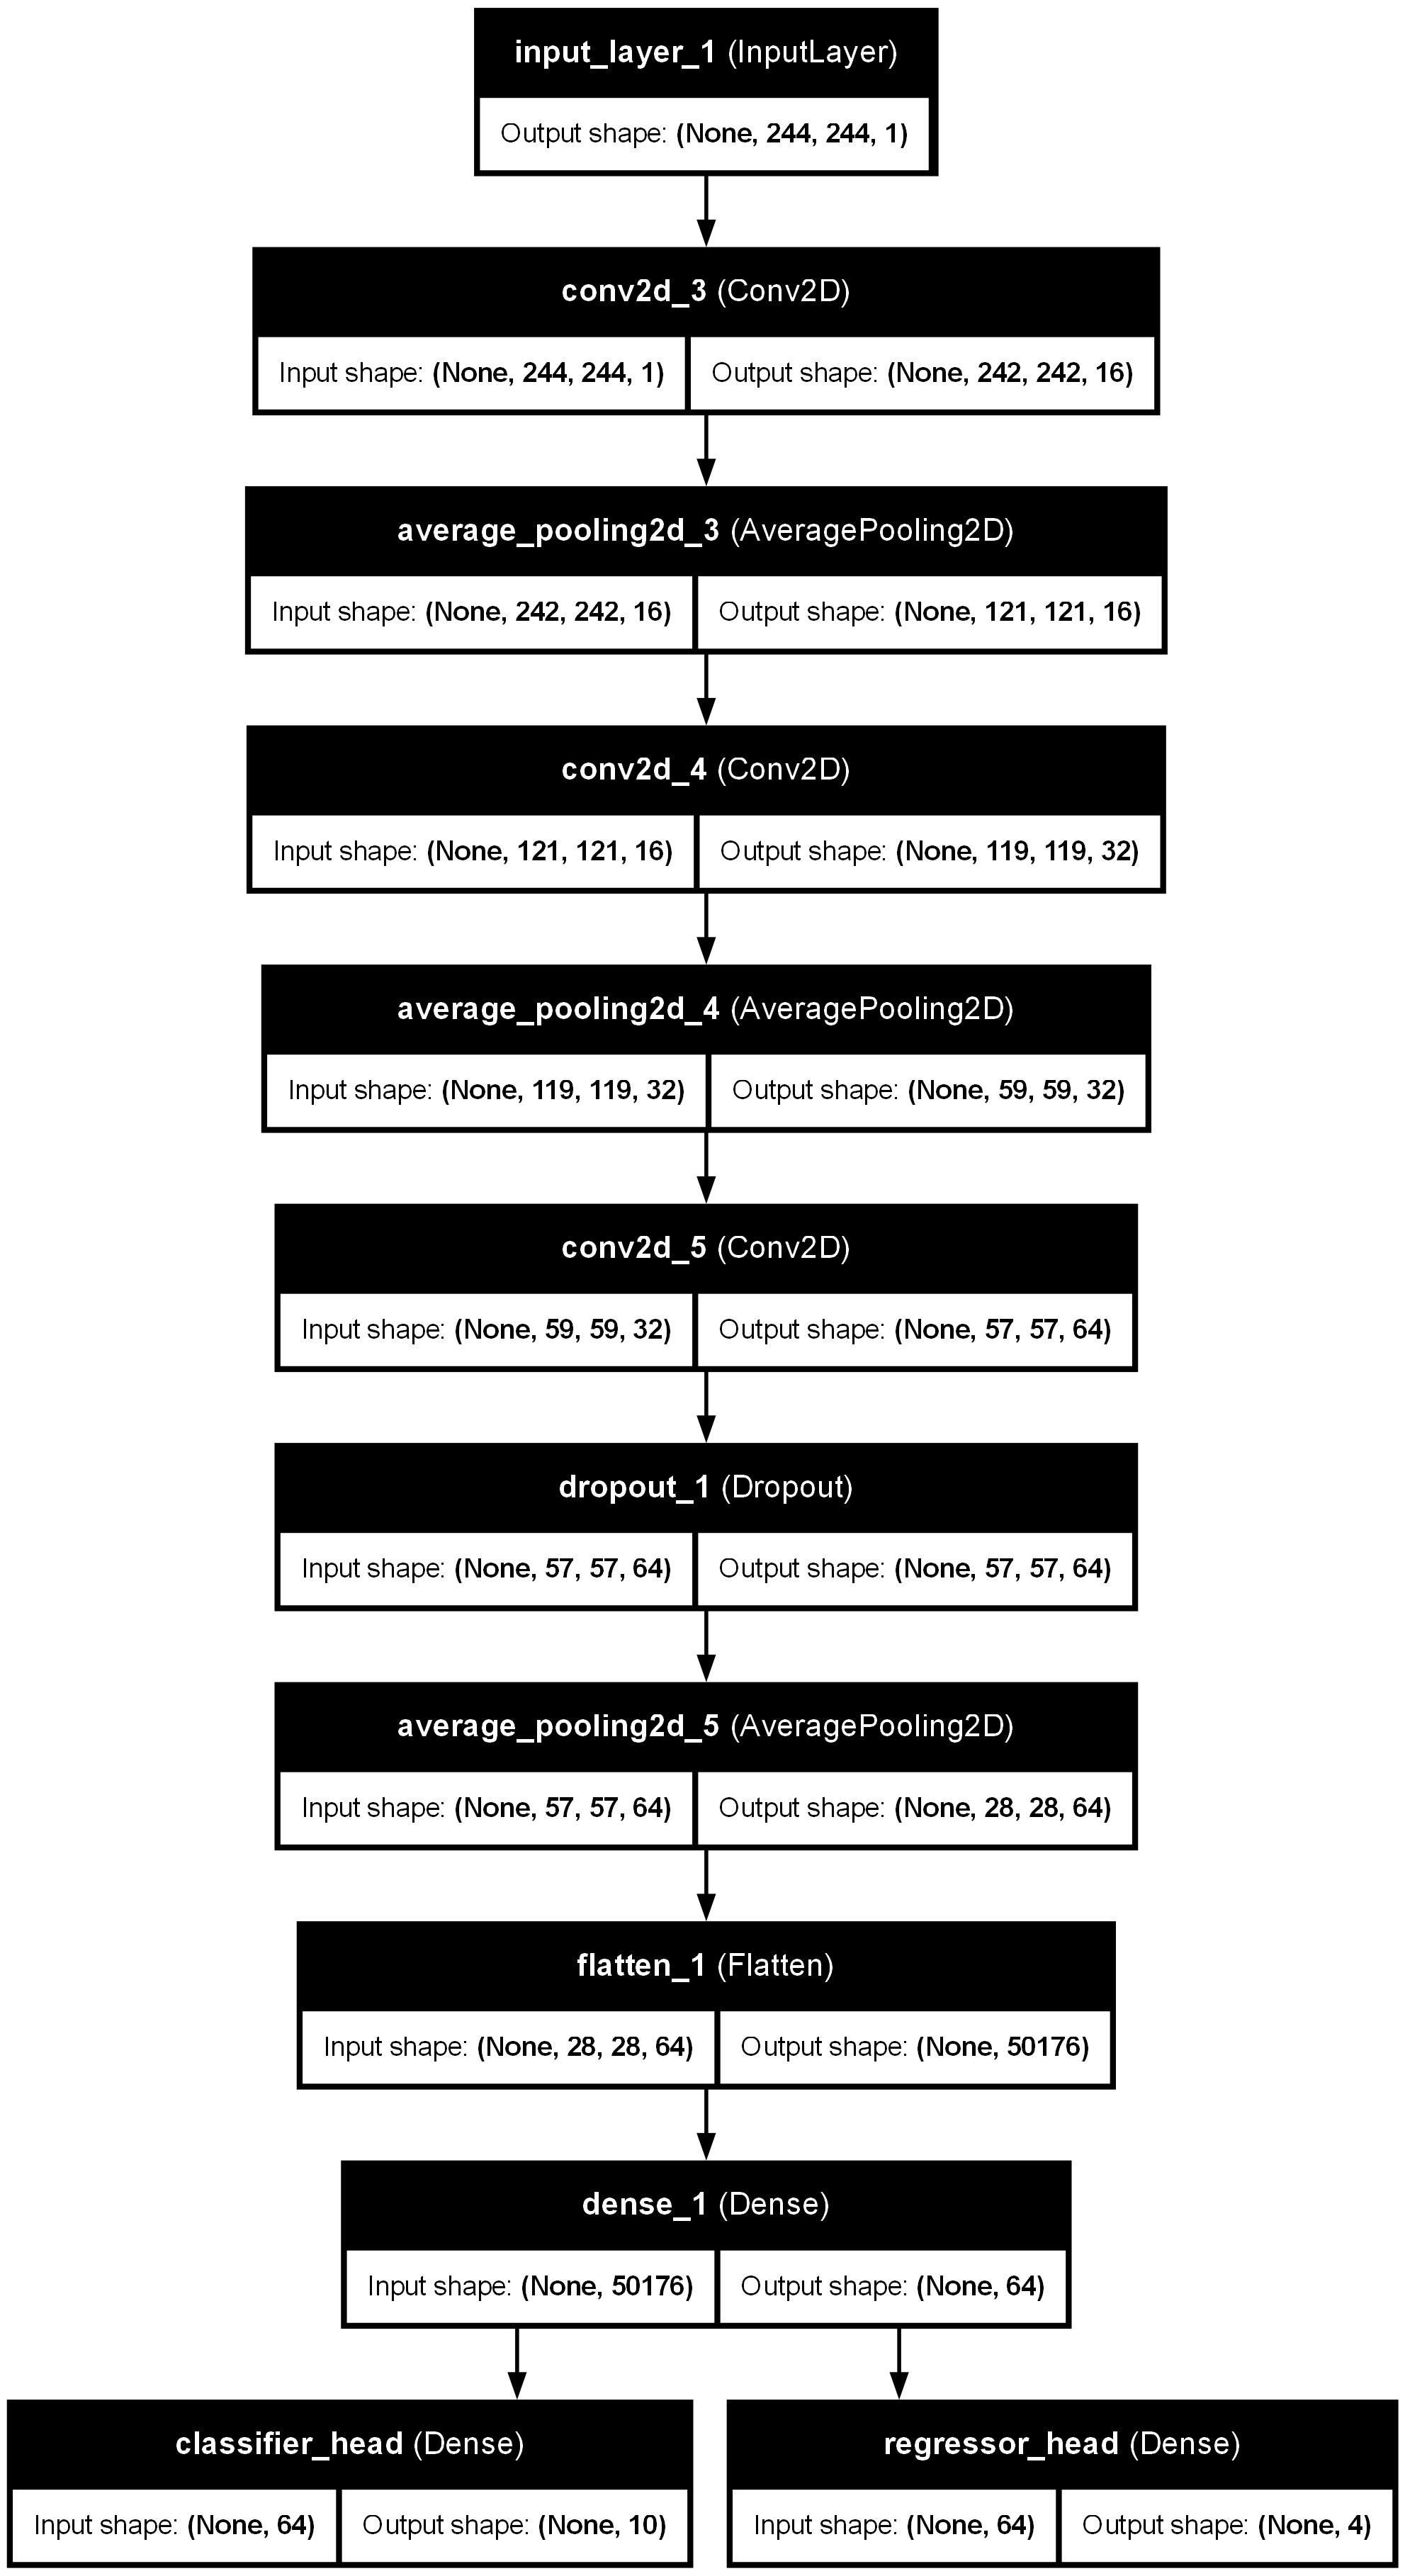 input_layer_1 (InputLayer)
Output shape: (None, 244, 244, 1)
conv2d_3 (Conv2D)
Input shape: (None, 244, 244, 1) Output shape: (None, 242, 242, 16)
average_pooling2d_3 (AveragePooling2D)
Input shape: (None, 242, 242, 16) Output shape: (None, 121, 121, 16)
conv2d_4 (Conv2D)
Input shape: (None, 121, 121, 16) Output shape: (None, 119, 119, 32)
average_pooling2d_4 (AveragePooling2D)
Input shape: (None, 119, 119, 32) Output shape: (None, 59, 59, 32)
conv2d_5 (Conv2D)
Input shape: (None, 59, 59, 32) Output shape: (None, 57, 57, 64)
dropout_1 (Dropout)
Input shape: (None, 57, 57, 64) Output shape: (None, 57, 57, 64)
average_pooling2d_5 (AveragePooling2D)
Input shape: (None, 57, 57, 64) Output shape: (None, 28, 28, 64)
flatten_1 (Flatten)
Input shape: (None, 28, 28, 64) Output shape: (None, 50176)
dense_1 (Dense)
Input shape: (None, 50176) Output shape: (None, 64)
classifier_head (Dense)
Input shape: (None, 64) Output shape: (None, 10)
regressor_head (Dense)
Input shape: (None, 64) Output shape: (None, 4)